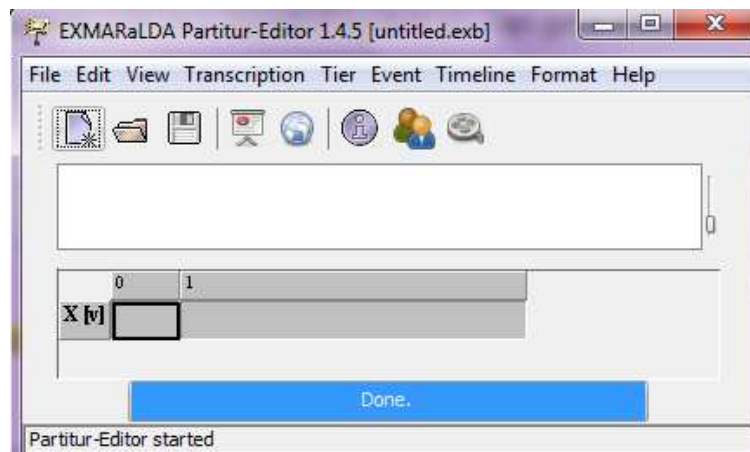 EXMARaLDA Partitur-Editor 1.4.5 [untitled.exb]
File Edit View Transcription Tier Event Timeline Format Help
0 1
X [v]
Done.
Partitur-Editor started